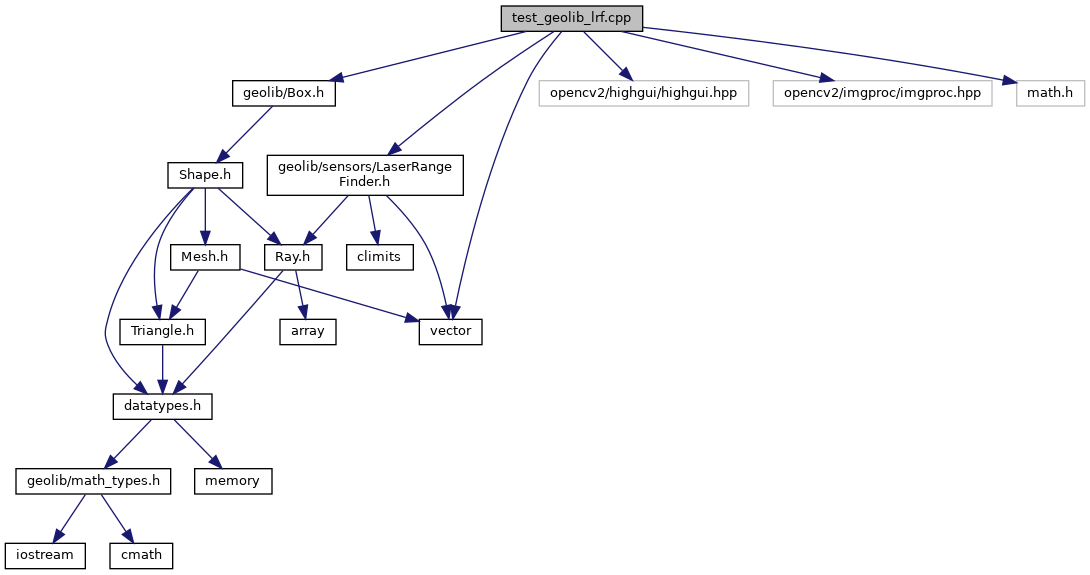 test_geolib_lrf.cpp
geolib/Box.h
opencv2/highgui/highgui.hpp
opencv2/imgproc/imgproc.hpp
math.h
Shape.h
geolib/sensors/LaserRange
Finder.h
Mesh.h
Ray.h
climits
Triangle.h
array
vector
datatypes.h
geolib/math_types.h
memory
iostream
cmath